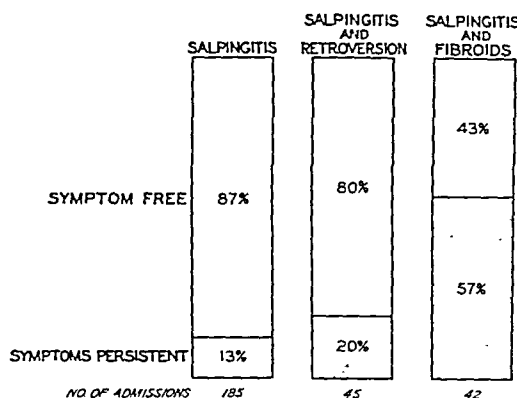 SALPINGITIS
SALPINGITIS
AND
RETROVERSION
SALPINGITIS
AND
FIBROIDS
SYMPTOM FREE
87%
80%
43%
57%
SYMPTOMS PERSISTENT
13%
20%
NO. OF ADMISSIONS 185 45 42